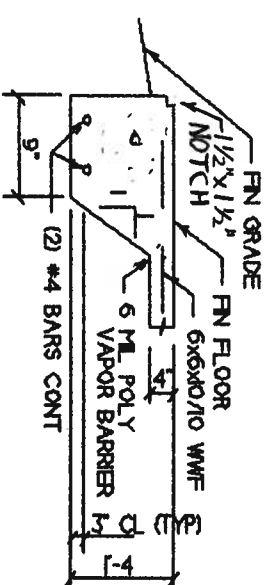 FIN GRADE
1½"x 1½"
NOTCH
FIN FLOOR
6x6x10/10 WWF
4"
6 MIL POLY
VAPOR BARRIER
9"
(2) #4 BARS CONT
3" CL (TYP)
1'-4